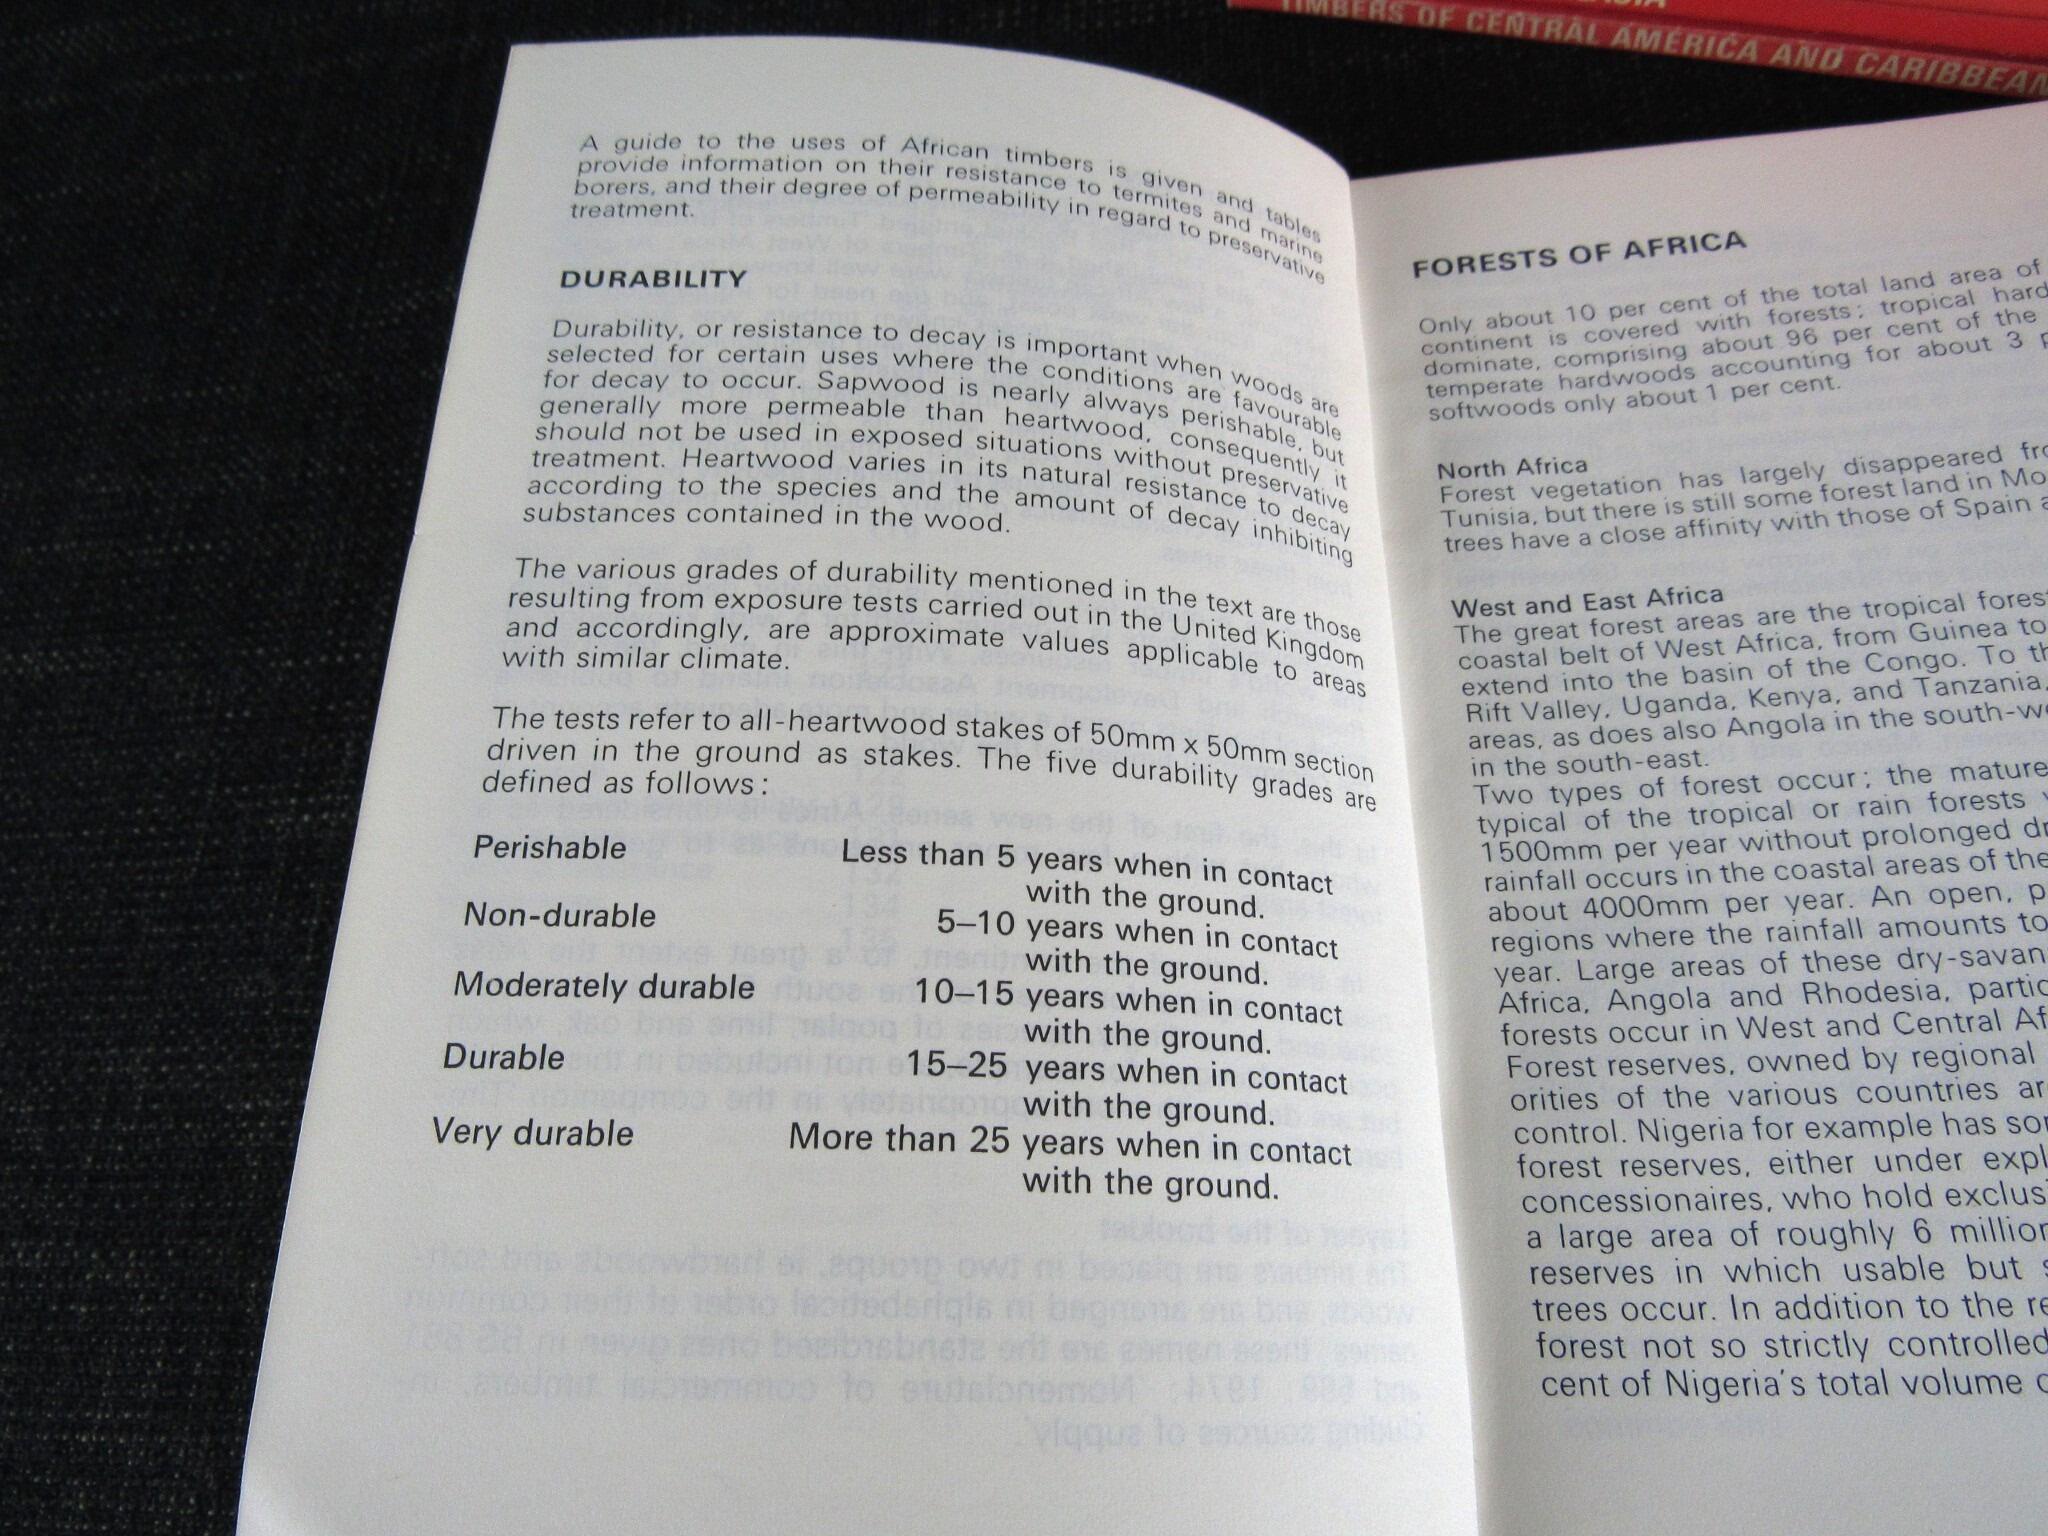 TIMBERS OF CENTRAL AMERICA AND CARIBBEAN
A guide to the uses of African timbers is given and tables
provide information on their resistance to termites and marine
borers, and their degree of permeability in regard to preservative
treatment.
DURABILITY
Durability, or resistance to decay is important when woods are
selected for certain uses where the conditions are favourable
for decay to occur. Sapwood is nearly always perishable, but
generally more permeable than heartwood, consequently it
should not be used in exposed situations without preservative
treatment. Heartwood varies in its natural resistance to decay
according to the species and the amount of decay inhibiting
substances contained in the wood.
The various grades of durability mentioned in the text are those
resulting from exposure tests carried out in the United Kingdom
and accordingly, are approximate values applicable to areas
with similar climate.
The tests refer to all-heartwood stakes of 50mm x 50mm section
driven in the ground as stakes. The five durability grades are
defined as follows:
Perishable Less than 5 years when in contact
with the ground.
Non-durable 5–10 years when in contact
with the ground.
Moderately durable 10–15 years when in contact
with the ground.
Durable 15–25 years when in contact
with the ground.
Very durable More than 25 years when in contact
with the ground.
FORESTS OF AFRICA
Only about 10 per cent of the total land area of
continent is covered with forests; tropical hard
dominate, comprising about 96 per cent of the
temperate hardwoods accounting for about 3 p
softwoods only about 1 per cent.
North Africa
Forest vegetation has largely disappeared fro
Tunisia, but there is still some forest land in Mo
trees have a close affinity with those of Spain a
West and East Africa
The great forest areas are the tropical forest
coastal belt of West Africa, from Guinea to
extend into the basin of the Congo. To th
Rift Valley, Uganda, Kenya, and Tanzania,
areas, as does also Angola in the south-we
in the south-east.
Two types of forest occur; the mature
typical of the tropical or rain forests
1500mm per year without prolonged dr
rainfall occurs in the coastal areas of the
about 4000mm per year. An open, p
regions where the rainfall amounts to
year. Large areas of these dry-savan
Africa, Angola and Rhodesia, partic
forests occur in West and Central Af
Forest reserves, owned by regional
orities of the various countries ar
control. Nigeria for example has so
forest reserves, either under expl
concessionaires, who hold exclus
a large area of roughly 6 million
reserves in which usable but s
trees occur. In addition to the re
forest not so strictly controlled
cent of Nigeria's total volume o